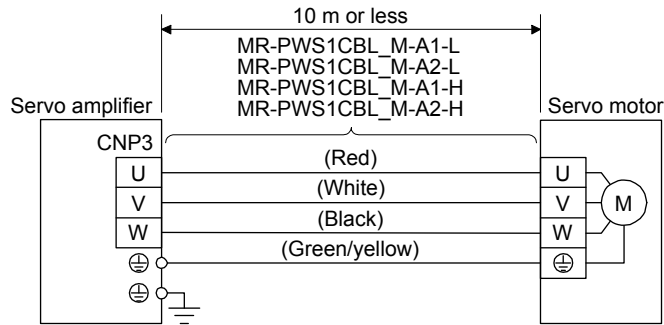 10 m or less
MR-PWS1CBL_M-A1-L
MR-PWS1CBL_M-A2-L
MR-PWS1CBL_M-A1-H
MR-PWS1CBL_M-A2-H
Servo amplifier
Servo motor
CNP3
U
(Red)
U
V
(White)
V
M
W
(Black)
W
(Green/yellow)